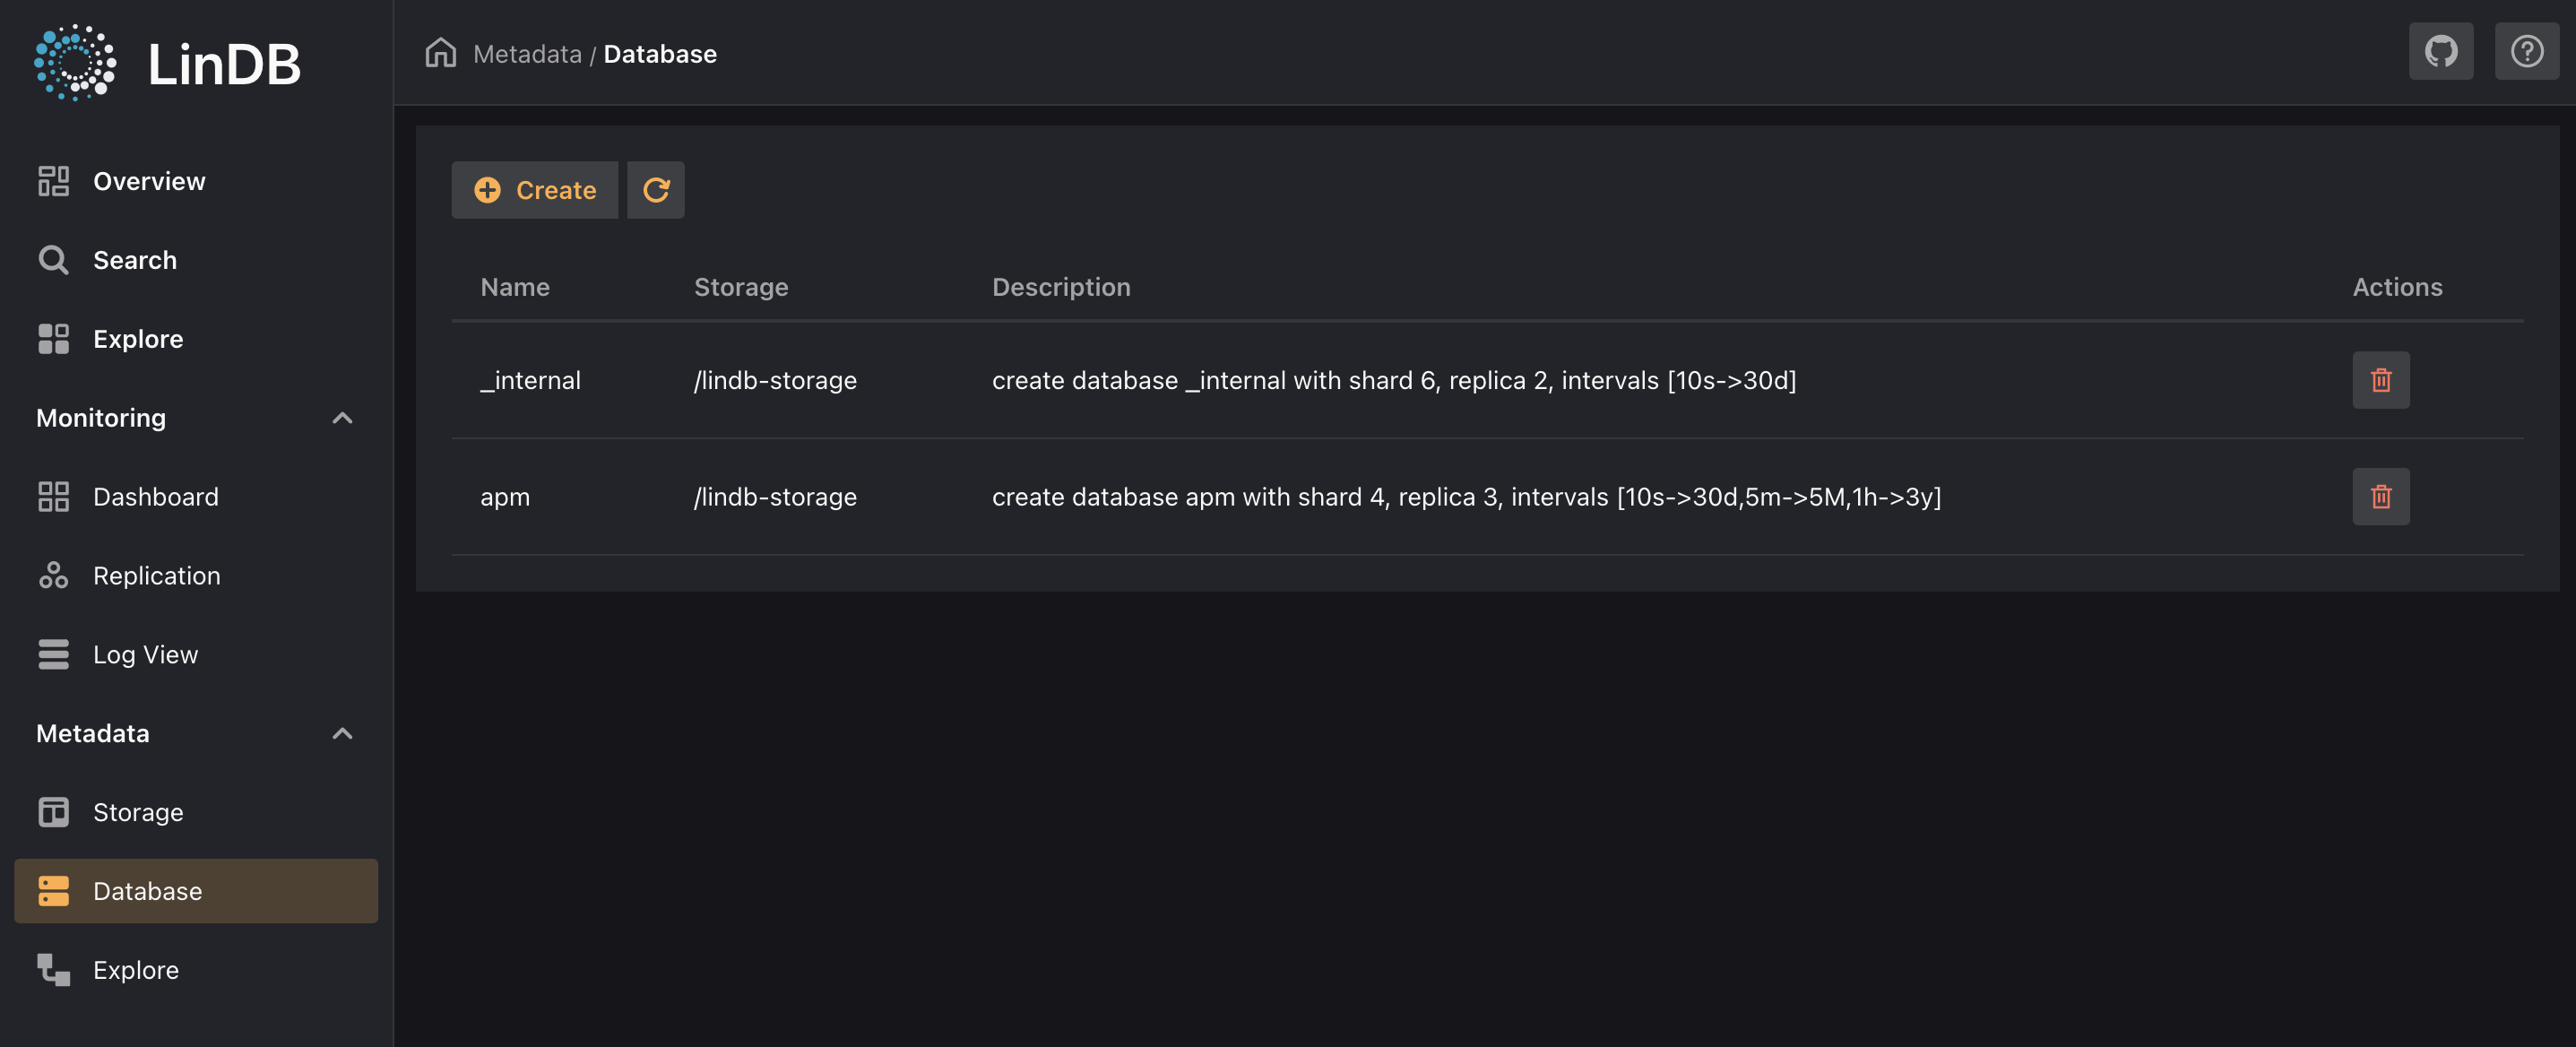 LinDB
Overview
Search
Explore
Monitoring
Dashboard
Replication
Log View
Metadata
Storage
Database
Explore
Metadata / Database
Create
Name Storage Description Actions
_internal /lindb-storage create database _internal with shard 6, replica 2, intervals [10s->30d]
apm /lindb-storage create database apm with shard 4, replica 3, intervals [10s->30d,5m->5M,1h->3y]